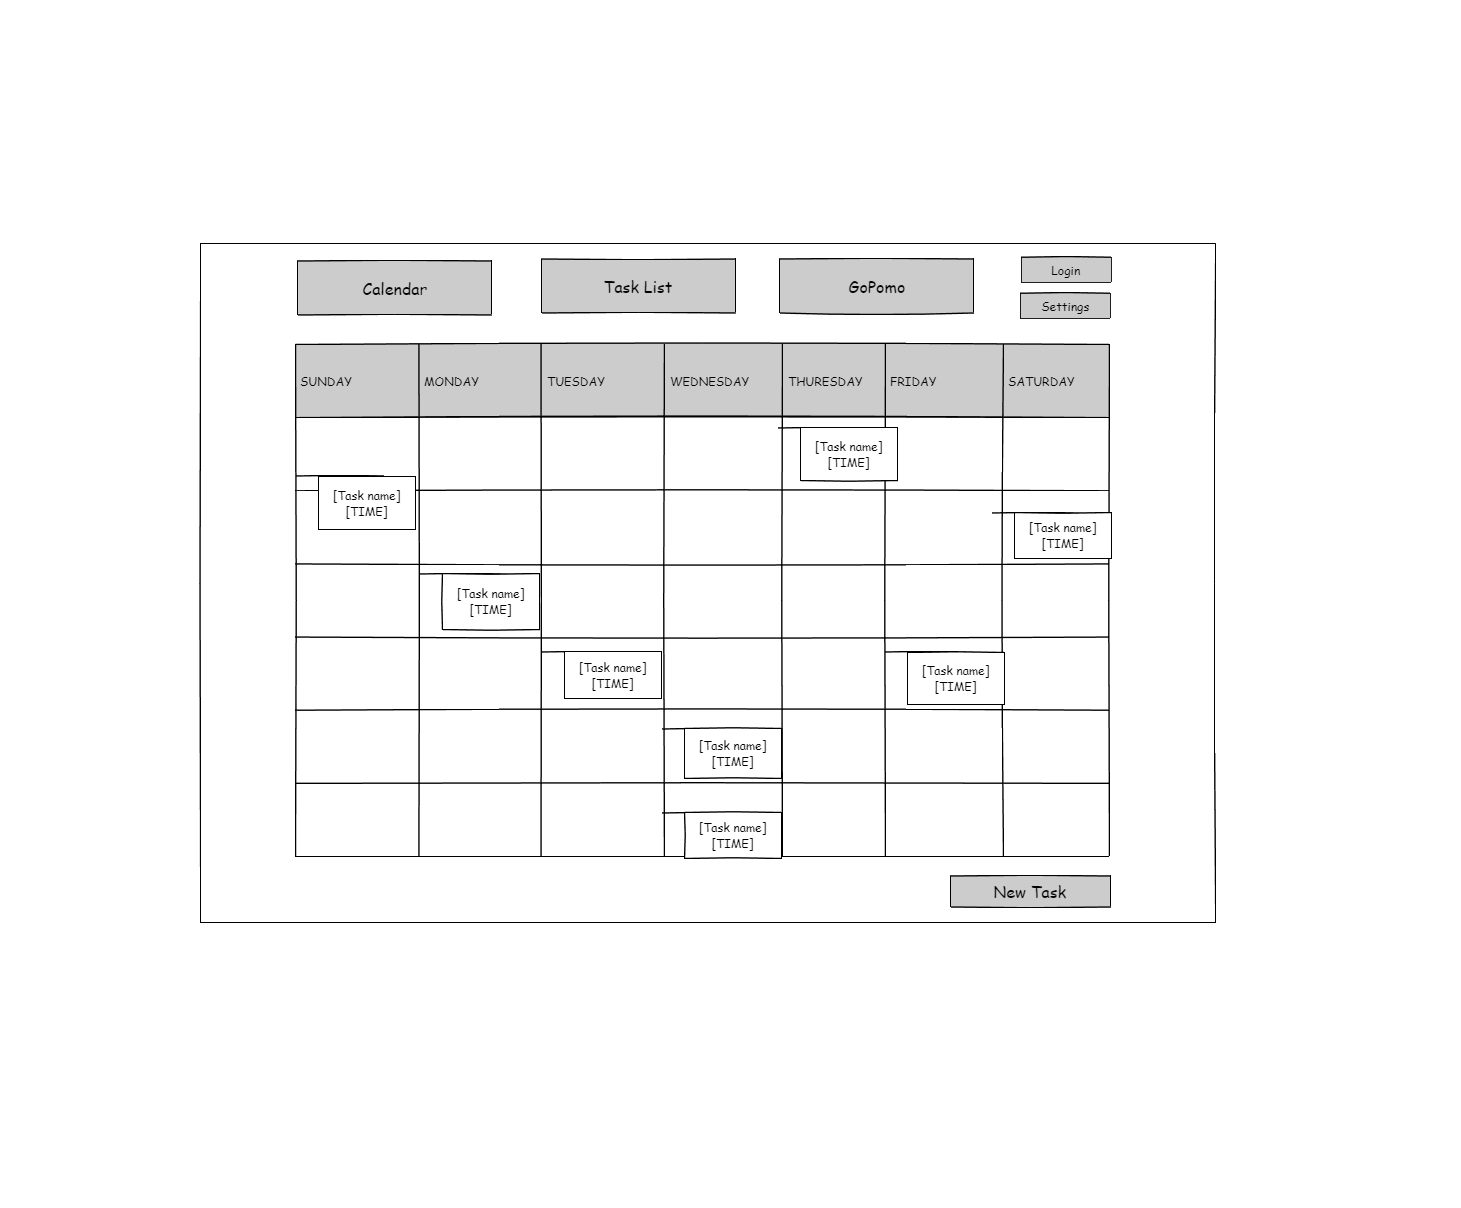 Calendar
Task List
GoPomo
Login
Settings
SUNDAY
MONDAY
TUESDAY
WEDNESDAY
THURESDAY
FRIDAY
SATURDAY
[Task name]
[TIME]
[Task name]
[TIME]
[Task name]
[TIME]
[Task name]
[TIME]
[Task name]
[TIME]
[Task name]
[TIME]
[Task name]
[TIME]
[Task name]
[TIME]
New Task